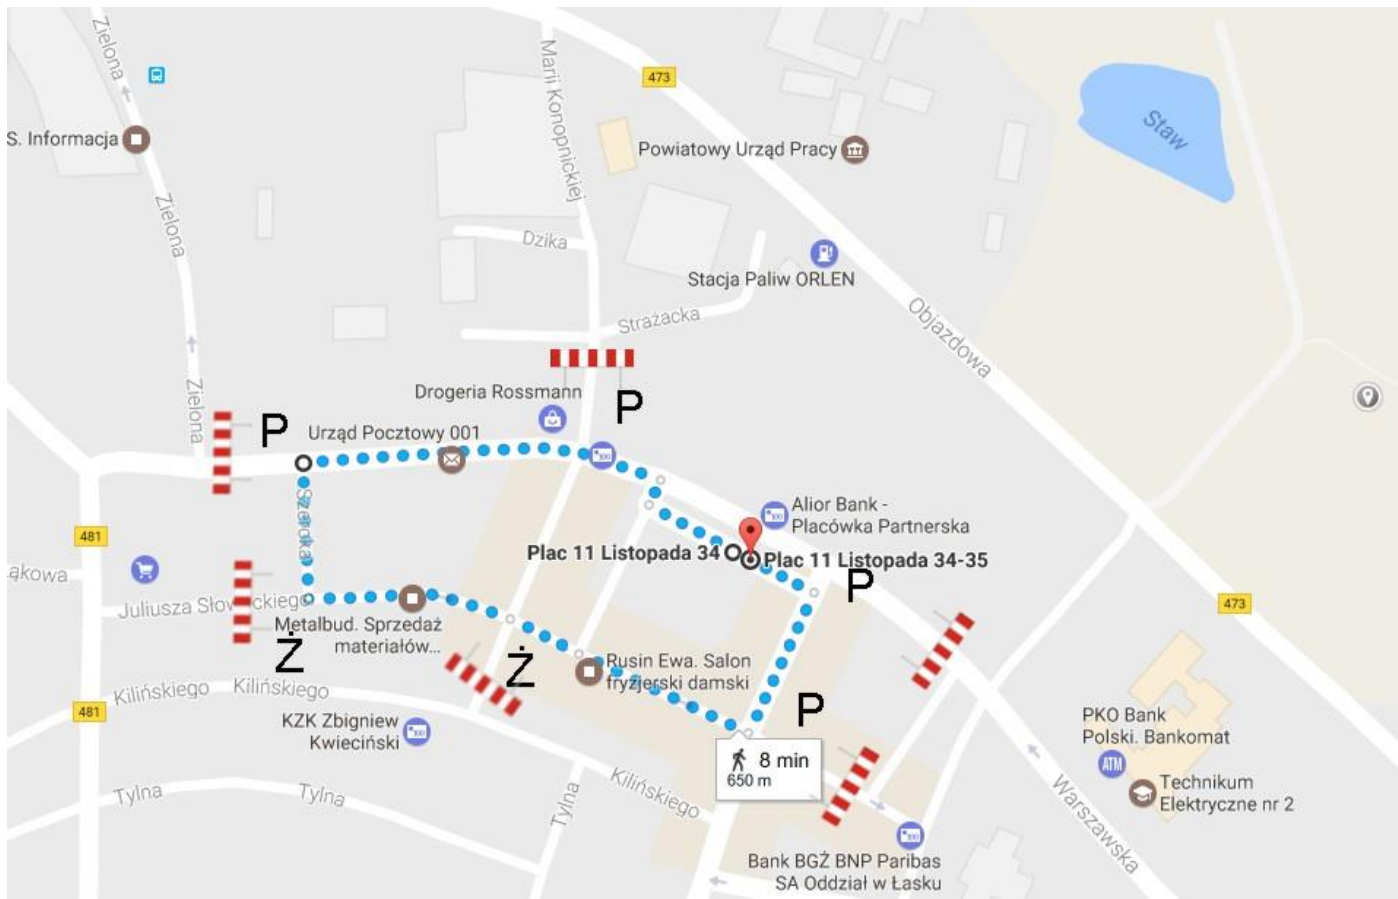 Zielona
473
Marii Konopnickiej
Staw
S. Informacja
Powiatowy Urząd Pracy
Zielona
Dzika
Stacja Paliw ORLEN
Strażacka
Objazdowa
Zielona
Drogeria Rossmann
P
P
Urząd Pocztowy 001
Szeroka
Alior Bank -
Placówka Partnerska
481
Plac 11 Listopada 34
Plac 11 Listopada 34-35
ąkowa
P
473
Juliusza Słowackiego
Metalbud. Sprzedaż
materiałów...
Ż
Ż
Rusin Ewa. Salon
fryzjerski damski
Kilińskiego
Kilińskiego
481
P
KZK Zbigniew
Kwieciński
PKO Bank
Polski. Bankomat
ATM
8 min
650 m
Technikum
Elektryczne nr 2
Tylna
Tylna
Tylna
Kilińskiego
Warszawska
Bank BGŻ BNP Paribas
SA Oddział w Łasku